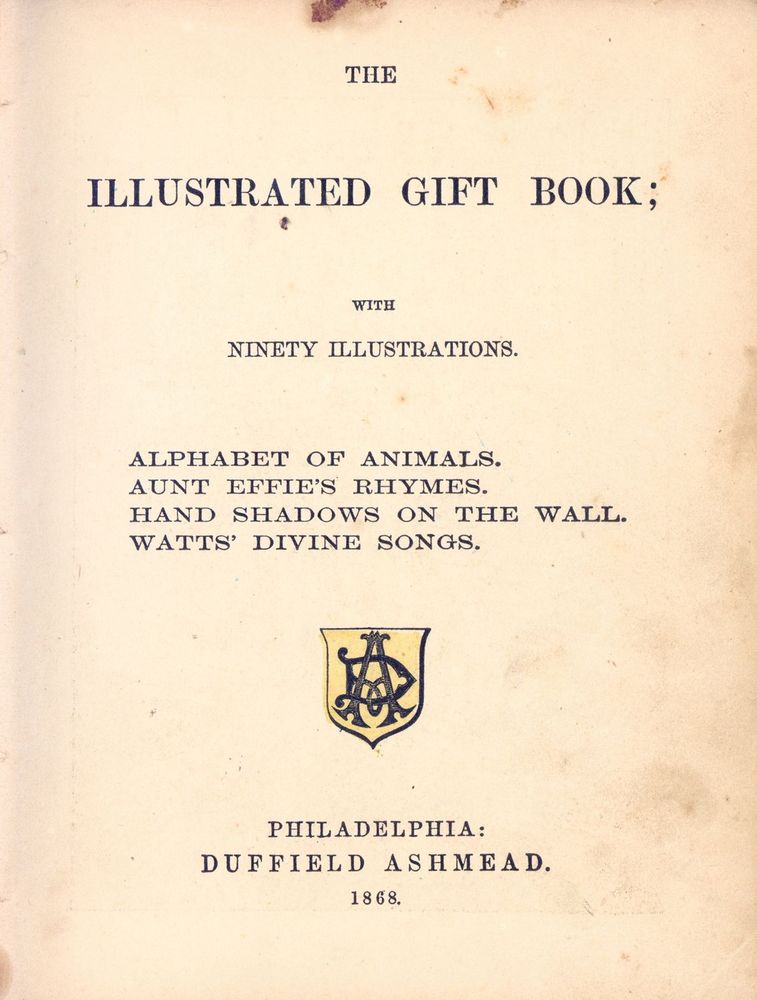 THE
ILLUSTRATED GIFT BOOK;
WITH
NINETY ILLUSTRATIONS.
ALPHABET OF ANIMALS.
AUNT EFFIE'S RHYMES.
HAND SHADOWS ON THE WALL.
WATTS' DIVINE SONGS.
DA
PHILADELPHIA:
DUFFIELD ASHMEAD.
1868.